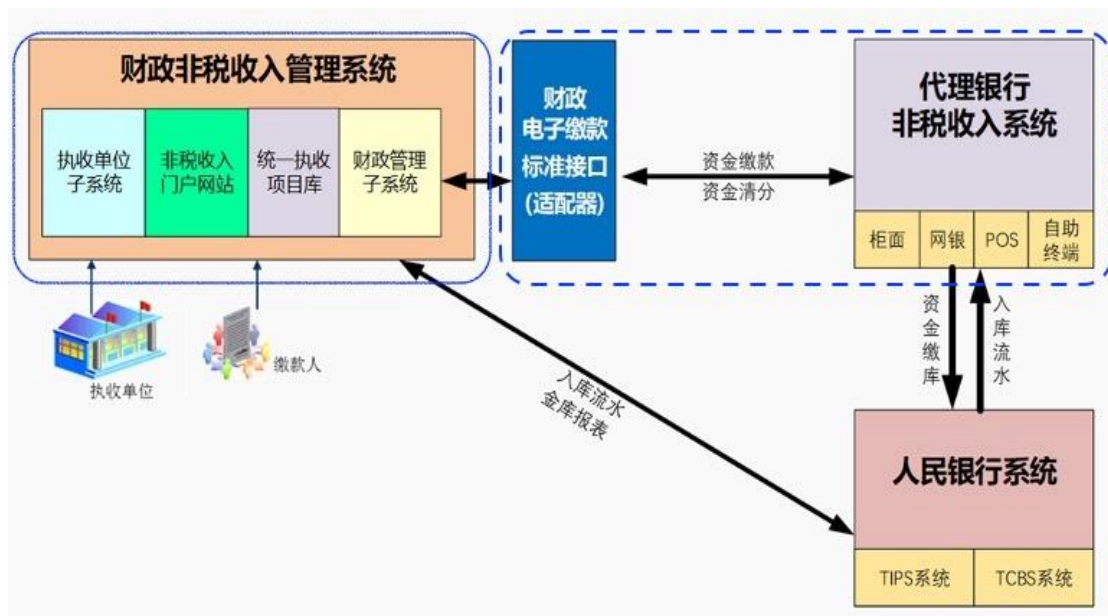 财政非税收入管理系统
执收单位
子系统
非税收入
门户网站
统一执收
项目库
财政管理
子系统
财政
电子缴款
标准接口
(适配器)
资金缴款
资金清分
代理银行
非税收入系统
柜面
网银
POS
自助
终端
执收单位
缴款人
入库流水
金库报表
资金缴库
入库流水
人民银行系统
TIPS系统
TCBS系统